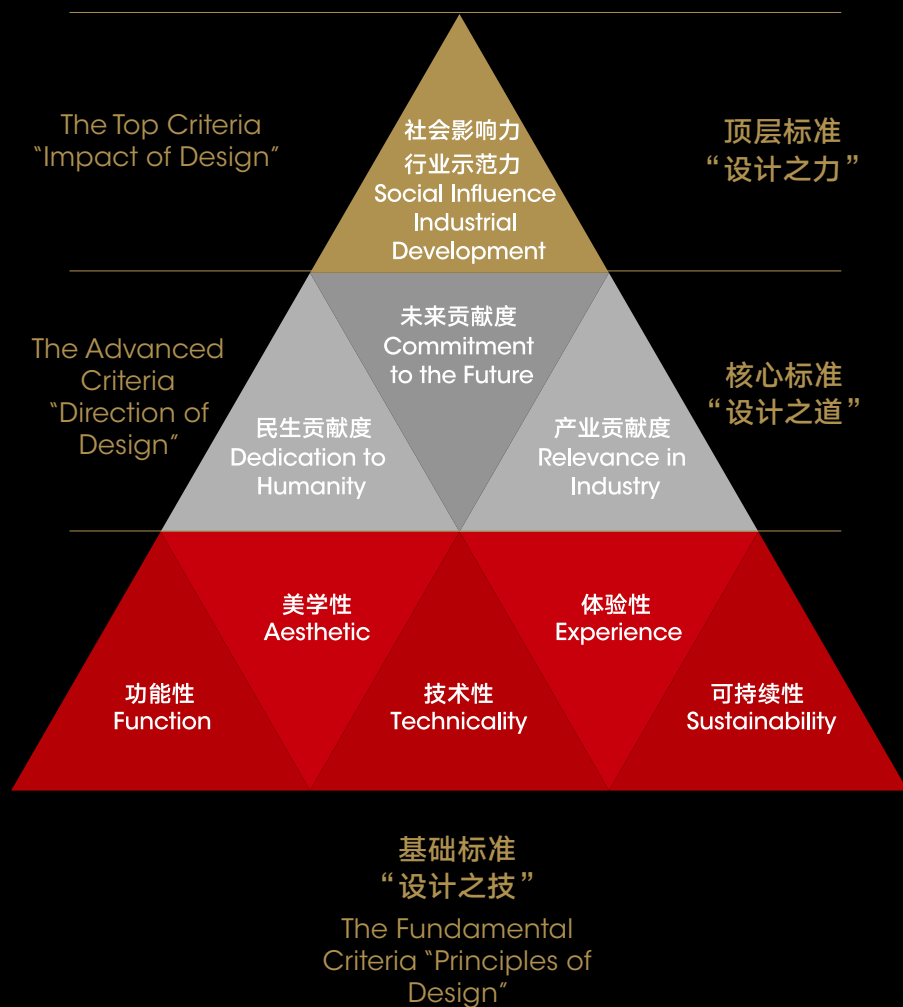 The Top Criteria
“Impact of Design”
社会影响力
行业示范力
Social Influence
Industrial
Development
顶层标准
“设计之力”
The Advanced
Criteria
“Direction of
Design”
未来贡献度
Commitment
to the Future
民生贡献度
Dedication to
Humanity
产业贡献度
Relevance in
Industry
核心标准
“设计之道”
美学性
Aesthetic
体验性
Experience
功能性
Function
技术性
Technicality
可持续性
Sustainability
基础标准
“设计之技”
The Fundamental
Criteria “Principles of
Design”